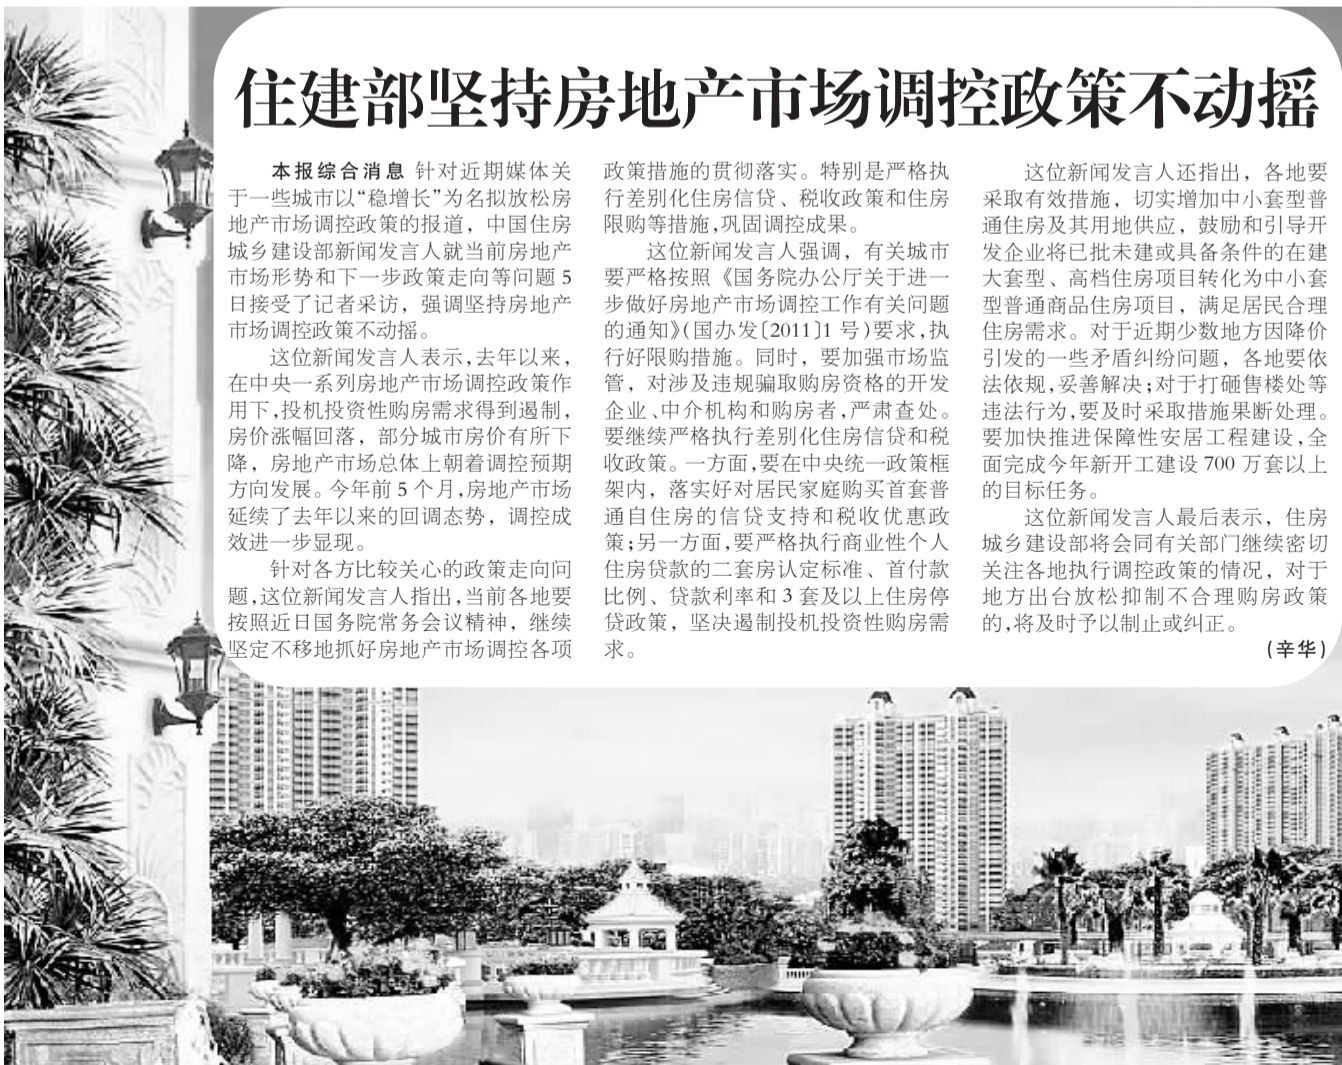 住建部坚持房地产市场调控政策不动摇
本报综合消息 针对近期媒体关
于一些城市以“稳增长”为名拟放松房
地产市场调控政策的报道，中国住房
城乡建设部新闻发言人就当前房地产
市场形势和下一步政策走向等问题 5
日接受了记者采访，强调坚持房地产
市场调控政策不动摇。
这位新闻发言人表示，去年以来，
在中央一系列房地产市场调控政策作
用下，投机投资性购房需求得到遏制，
房价涨幅回落，部分城市房价有所下
降，房地产市场总体上朝着调控预期
方向发展。今年前 5 个月，房地产市场
延续了去年以来的回调态势，调控成
效进一步显现。
针对各方比较关心的政策走向问
题，这位新闻发言人指出，当前各地要
按照近日国务院常务会议精神，继续
坚定不移地抓好房地产市场调控各项
政策措施的贯彻落实。特别是严格执
行差别化住房信贷、税收政策和住房
限购等措施，巩固调控成果。
这位新闻发言人强调，有关城市
要严格按照《国务院办公厅关于进一
步做好房地产市场调控工作有关问题
的通知》（国办发〔2011〕1 号）要求，执
行好限购措施。同时，要加强市场监
管，对涉及违规骗取购房资格的开发
企业、中介机构和购房者，严肃查处。
要继续严格执行差别化住房信贷和税
收政策。一方面，要在中央统一政策框
架内，落实好对居民家庭购买首套普
通自住房的信贷支持和税收优惠政
策；另一方面，要严格执行商业性个人
住房贷款的二套房认定标准、首付款
比例、贷款利率和 3 套及以上住房停
贷政策，坚决遏制投机投资性购房需
求。
这位新闻发言人还指出，各地要
采取有效措施，切实增加中小套型普
通住房及其用地供应，鼓励和引导开
发企业将已批未建或具备条件的在建
大套型、高档住房项目转化为中小套
型普通商品住房项目，满足居民合理
住房需求。对于近期少数地方因降价
引发的一些矛盾纠纷问题，各地要依
法依规，妥善解决；对于打砸售楼处等
违法行为，要及时采取措施果断处理。
要加快推进保障性安居工程建设，全
面完成今年新开工建设 700 万套以上
的目标任务。
这位新闻发言人最后表示，住房
城乡建设部将会同有关部门继续密切
关注各地执行调控政策的情况，对于
地方出台放松抑制不合理购房政策
的，将及时予以制止或纠正。
（辛华）